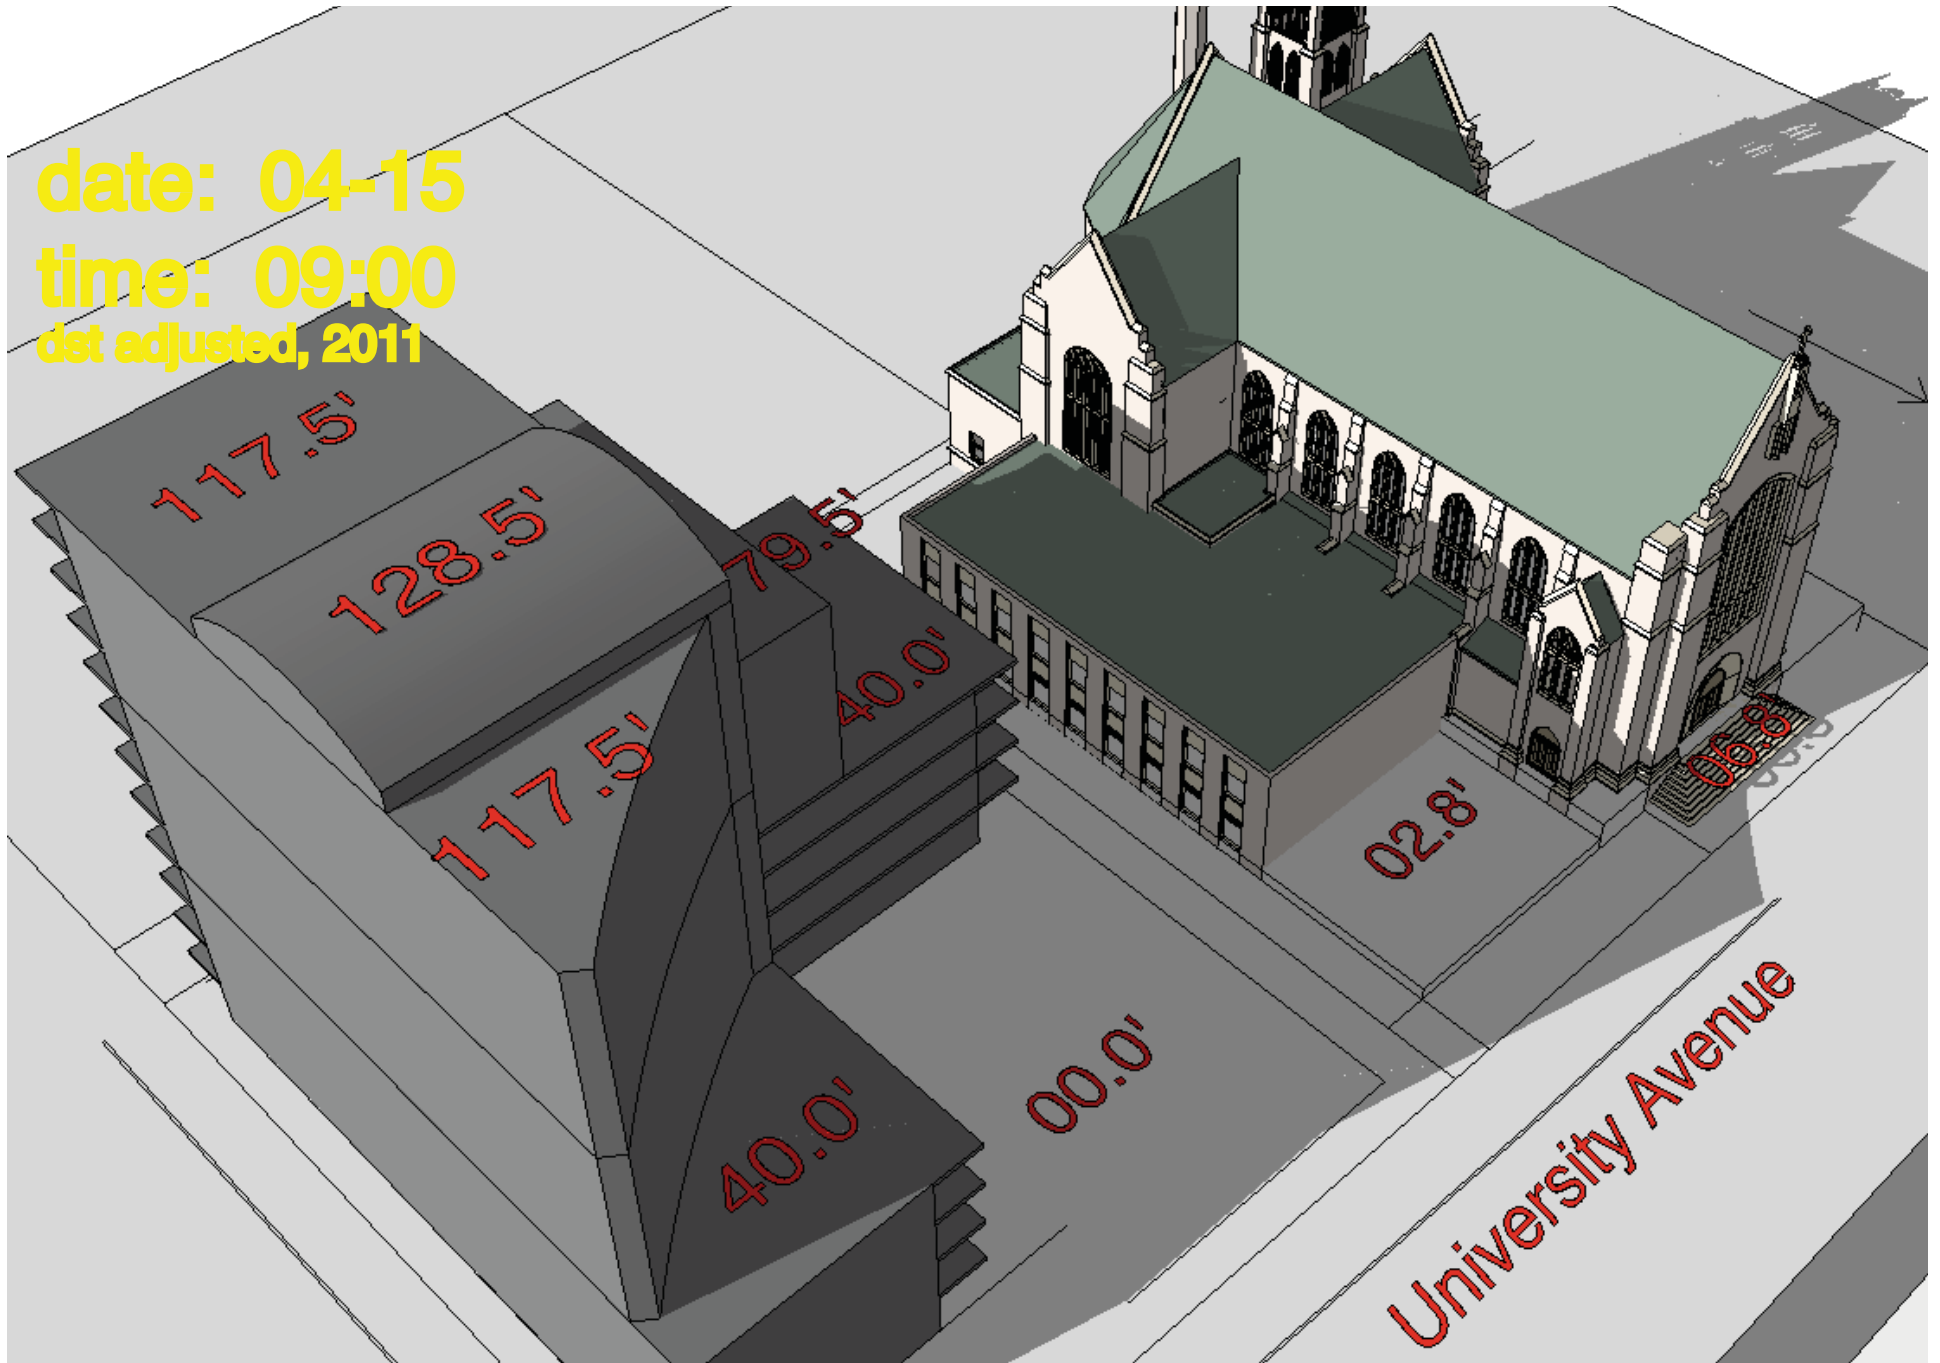 date: 04-15
time: 09:00
dst adjusted, 2011
117.5'
128.5'
79.5'
40.0'
117.5'
06.8'
02.8'
00.0'
40.0'
University Avenue